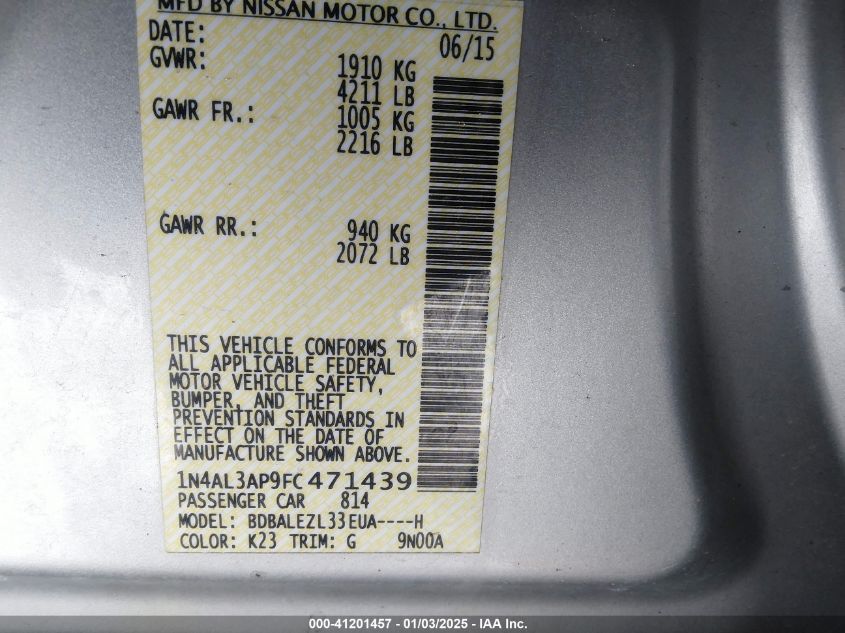 MFD BY NISSAN MOTOR CO., LTD.
DATE: 06/15
GVWR: 1910 KG
4211 LB
GAWR FR.: 1005 KG
2216 LB
GAWR RR.: 940 KG
2072 LB
THIS VEHICLE CONFORMS TO
ALL APPLICABLE FEDERAL
MOTOR VEHICLE SAFETY,
BUMPER, AND THEFT
PREVENTION STANDARDS IN
EFFECT ON THE DATE OF
MANUFACTURE SHOWN ABOVE.
1N4AL3AP9FC471439
PASSENGER CAR 814
MODEL: BDBALEZL33EUA----H
COLOR: K23 TRIM: G 9N00A
000-41201457 — 01/03/2025 — IAA Inc.